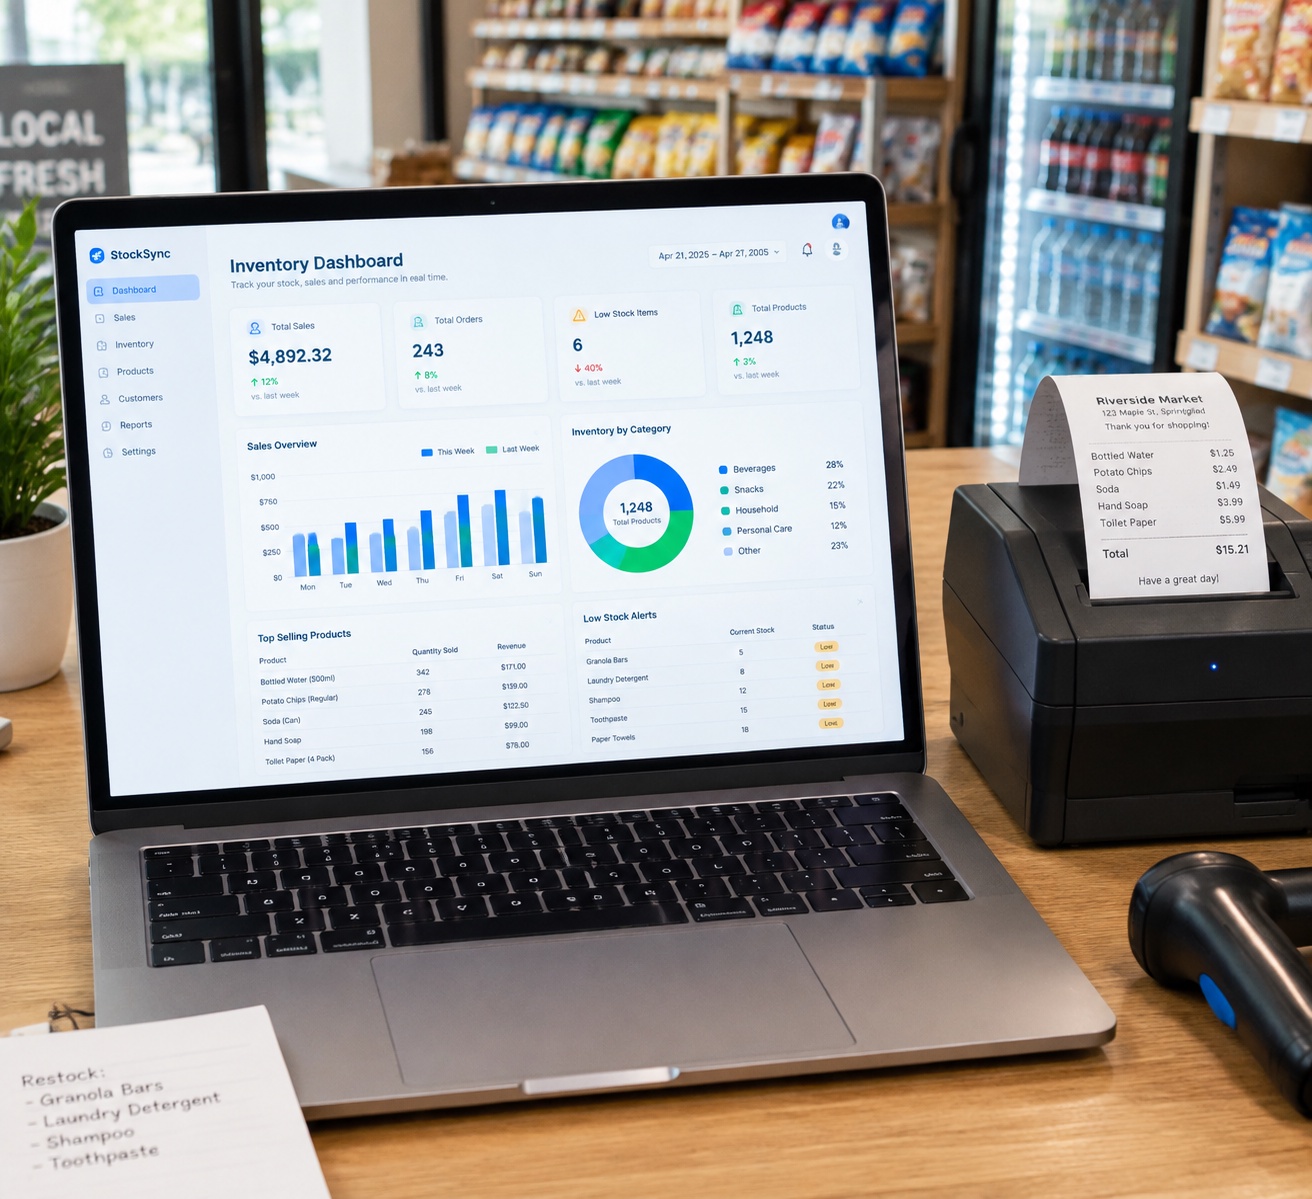 LOCAL
FRESH
StockSync
Dashboard
Sales
Inventory
Products
Customers
Reports
Settings
Inventory Dashboard
Track your stock, sales and performance in real time.
Apr 21, 2025 – Apr 27, 2005
Total Sales
$4,892.32
↑ 12%
vs. last week
Total Orders
243
↑ 8%
vs. last week
Low Stock Items
6
↓ 40%
vs. last week
Total Products
1,248
↑ 3%
vs. last week
Sales Overview
This Week Last Week
$1,000
$750
$500
$250
$0
Mon Tue Wed Thu Fri Sat Sun
Inventory by Category
1,248
Total Products
Beverages 28%
Snacks 22%
Household 15%
Personal Care 12%
Other 23%
Top Selling Products
Product Quantity Sold Revenue
Bottled Water (500ml) 342 $171.00
Potato Chips (Regular) 278 $139.00
Soda (Can) 245 $122.50
Hand Soap 198 $99.00
Toilet Paper (4 Pack) 156 $78.00
Low Stock Alerts
Product Current Stock Status
Granola Bars 5 Low
Laundry Detergent 8 Low
Shampoo 12 Low
Toothpaste 15 Low
Paper Towels 18 Low
Riverside Market
123 Maple St, Springfield
Thank you for shopping!
Bottled Water $1.25
Potato Chips $2.49
Soda $1.49
Hand Soap $3.99
Toilet Paper $5.99
Total $15.21
Have a great day!
Restock:
- Granola Bars
- Laundry Detergent
- Shampoo
- Toothpaste